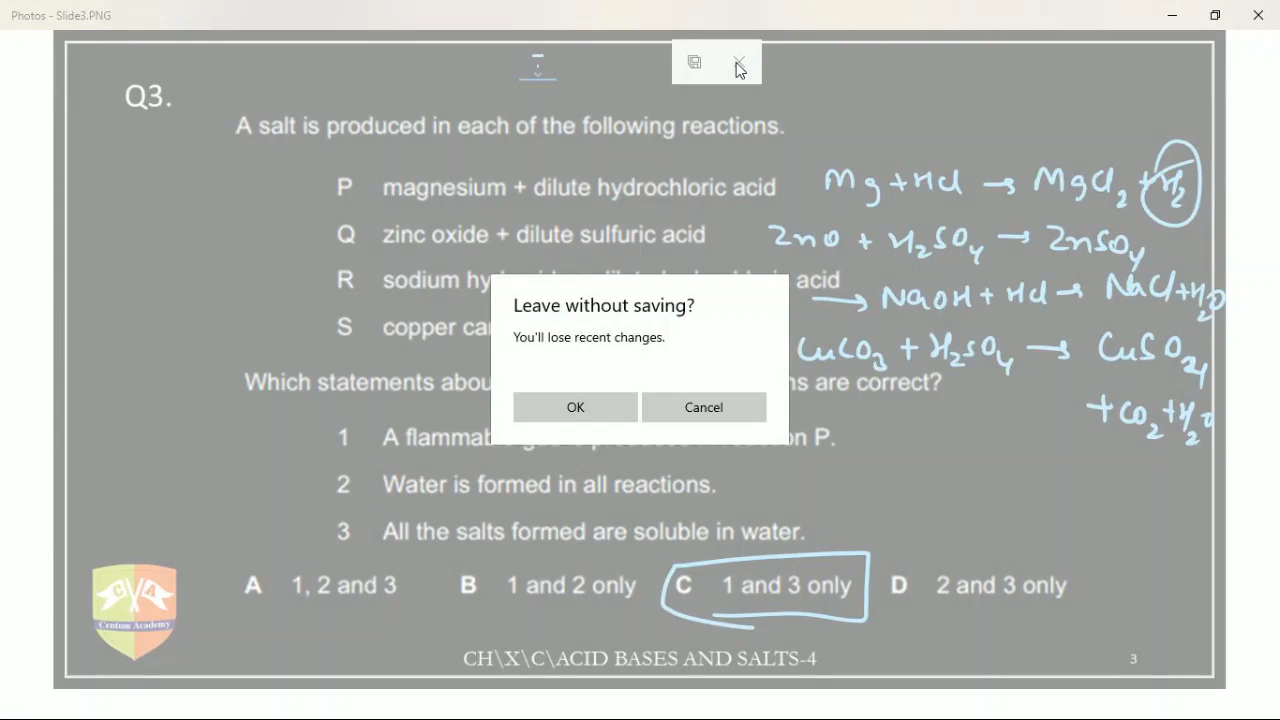 Photos - Slide3.PNG
Q3.
A salt is produced in each of the following reactions.
P magnesium + dilute hydrochloric acid
Mg + HCl → MgCl2 + H2
Q zinc oxide + dilute sulfuric acid
ZnO + H2SO4 → ZnSO4
R sodium hy acid
→ NaOH + HCl → NaCl + H2O
S copper car
CuCO3 + H2SO4 → CuSO4
+ CO2 + H2O
Leave without saving?
You'll lose recent changes.
OK Cancel
Which statements abou ns are correct?
1 A flammab n P.
2 Water is formed in all reactions.
3 All the salts formed are soluble in water.
A 1, 2 and 3 B 1 and 2 only C 1 and 3 only D 2 and 3 only
Centum Academy
CH\X\C\ACID BASES AND SALTS-4
3